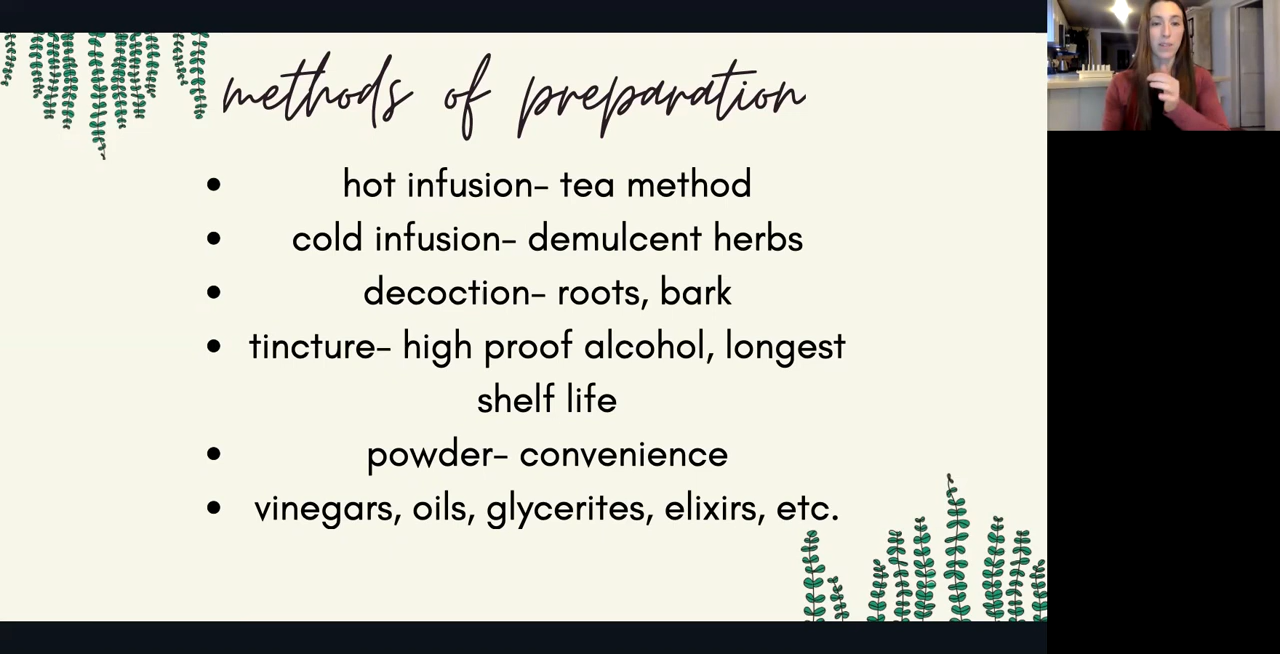 methods of preparation
• hot infusion- tea method
• cold infusion- demulcent herbs
• decoction- roots, bark
• tincture- high proof alcohol, longest
shelf life
• powder- convenience
• vinegars, oils, glycerites, elixirs, etc.